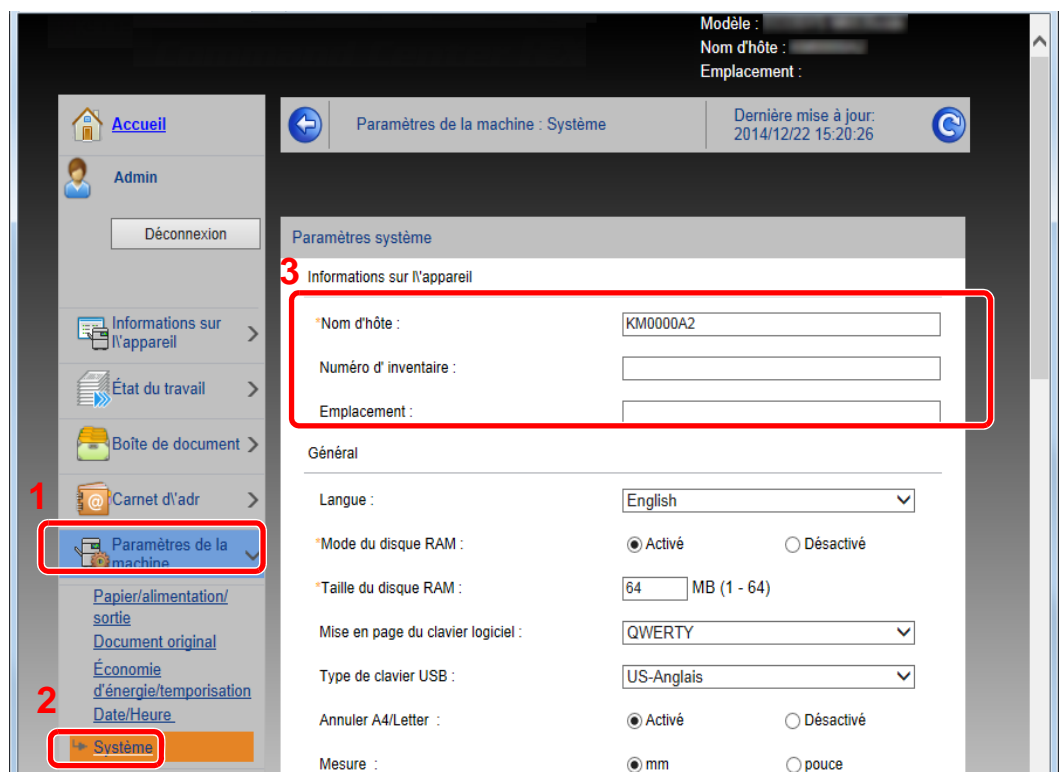 Modèle :
Nom d'hôte :
Emplacement :
Accueil
Paramètres de la machine : Système
Dernière mise à jour:
2014/12/22 15:20:26
Admin
Déconnexion
Informations sur
l\'appareil
État du travail
Boîte de document
1
Carnet d\'adr
Paramètres de la
machine
Papier/alimentation/
sortie
Document original
Économie
d'énergie/temporisation
2
Date/Heure
Système
Paramètres système
3
Informations sur l\'appareil
*Nom d'hôte : KM0000A2
Numéro d' inventaire :
Emplacement :
Général
Langue : English
*Mode du disque RAM : Activé Désactivé
*Taille du disque RAM : 64 MB (1 - 64)
Mise en page du clavier logiciel : QWERTY
Type de clavier USB : US-Anglais
Annuler A4/Letter : Activé Désactivé
Mesure : mm pouce